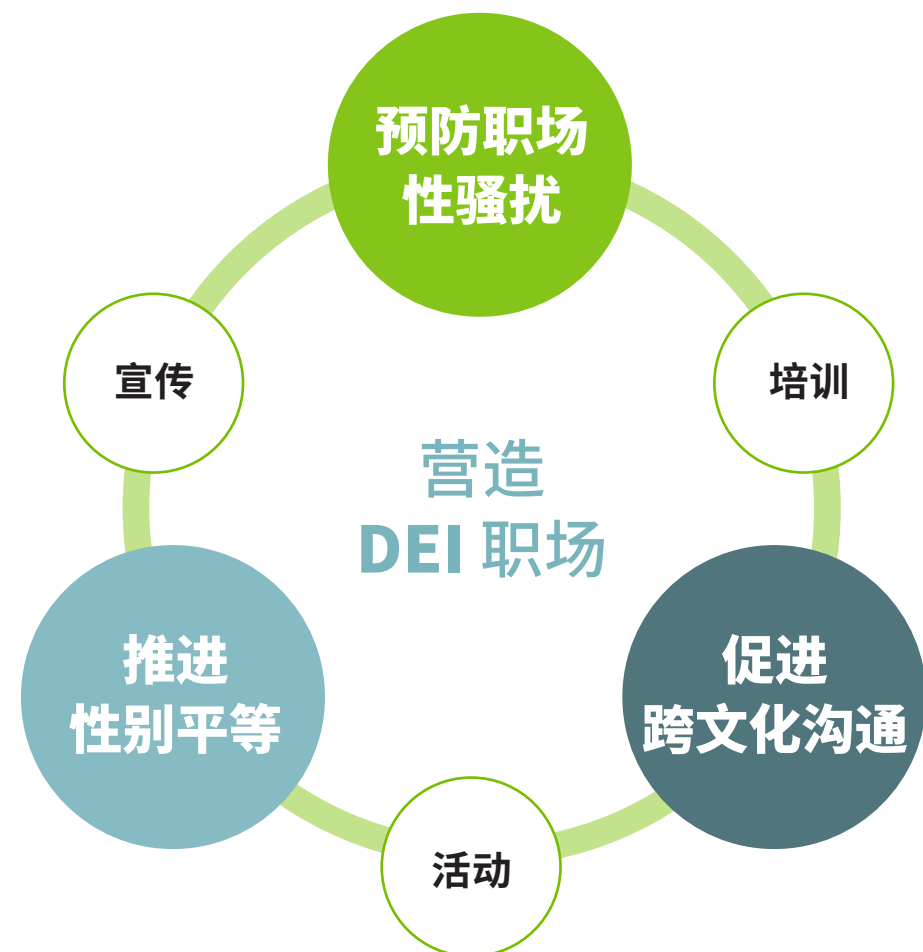 预防职场
性骚扰
宣传
培训
营造
DEI 职场
推进
性别平等
促进
跨文化沟通
活动